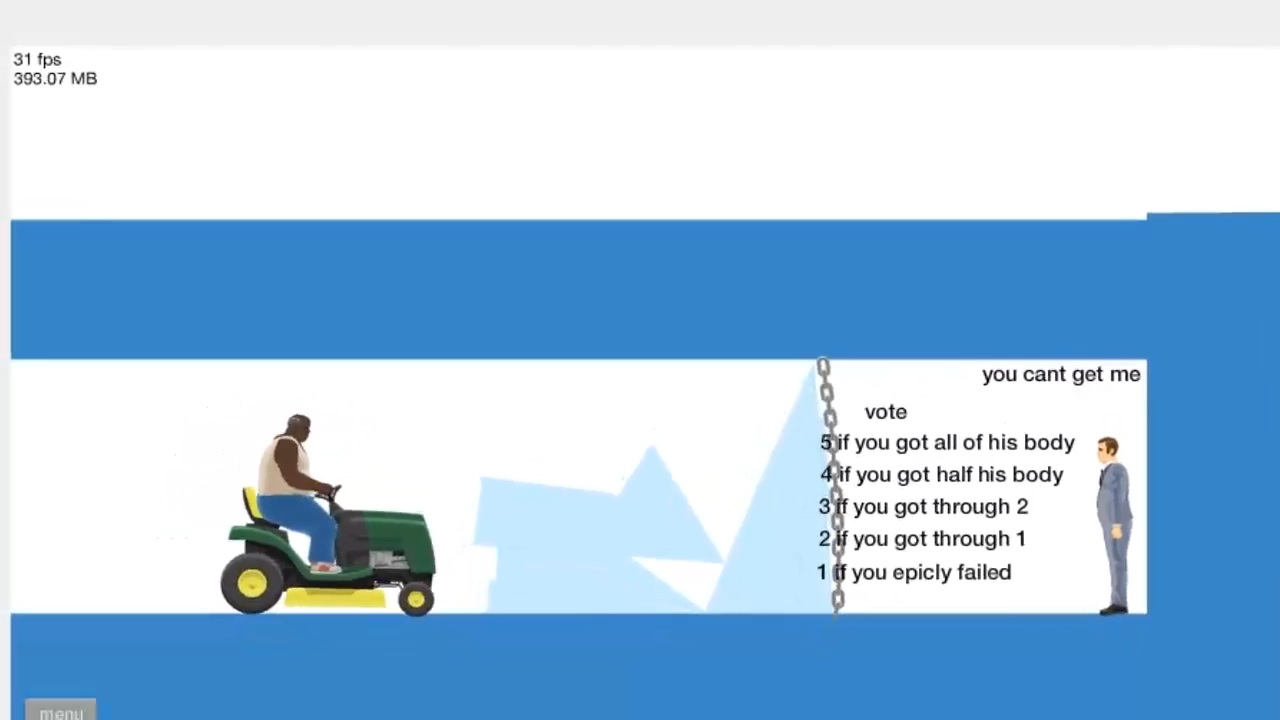 31 fps
393.07 MB
you cant get me
vote
5 if you got all of his body
4 if you got half his body
3 if you got through 2
2 if you got through 1
1 if you epicly failed
menu